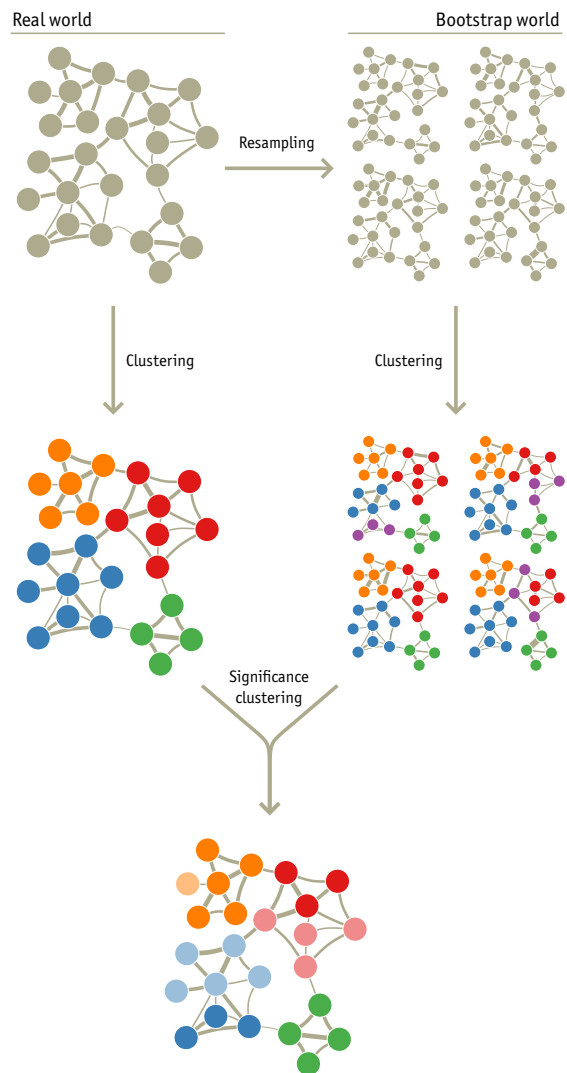 Real world
Bootstrap world
Resampling
Clustering
Clustering
Significance
clustering